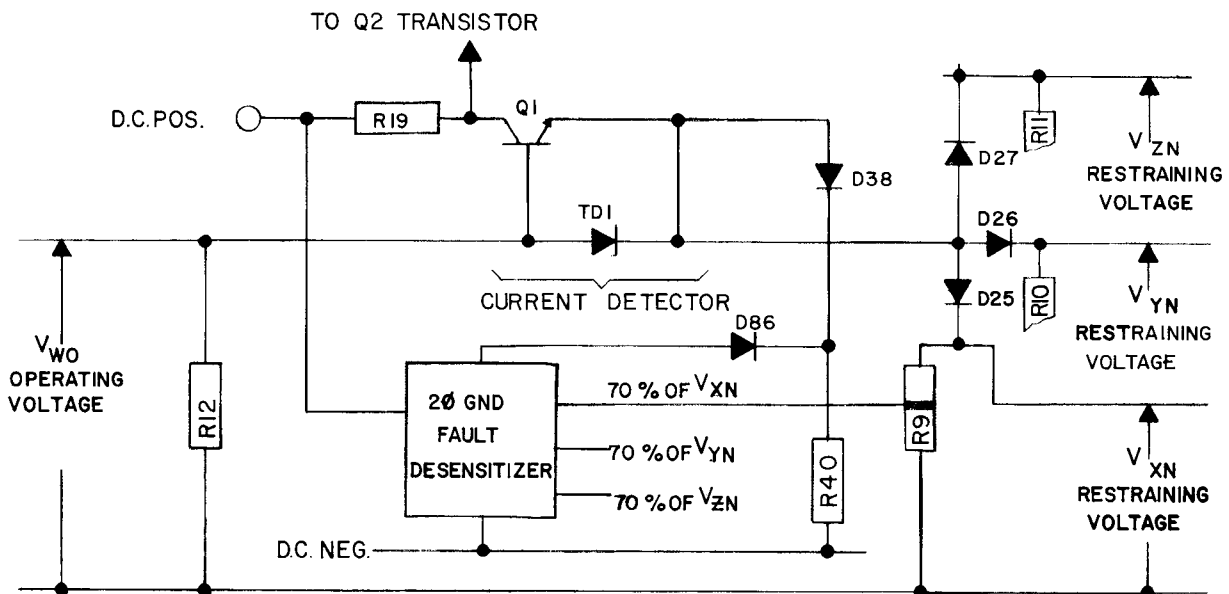 TO Q2 TRANSISTOR
D.C. POS.
R19
Q1
D38
D27
R11
V ZN
RESTRAINING
VOLTAGE
TD1
D26
CURRENT DETECTOR
D25
R10
V YN
RESTRAINING
VOLTAGE
V WO
OPERATING
VOLTAGE
R12
D86
2Ø GND
FAULT
DESENSITIZER
70 % OF V XN
70 % OF V YN
70 % OF V ZN
R9
R40
V XN
RESTRAINING
VOLTAGE
D.C. NEG.